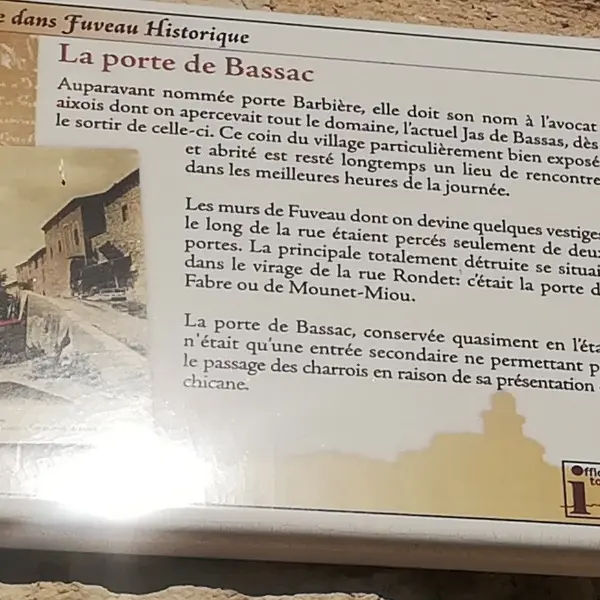 e dans Fuveau Historique
La porte de Bassac
Auparavant nommée porte Barbière, elle doit son nom à l'avocat
aixois dont on apercevait tout le domaine, l'actuel Jas de Bassas, dès
le sortir de celle-ci. Ce coin du village particulièrement bien exposé
et abrité est resté longtemps un lieu de rencontre
dans les meilleures heures de la journée.
Les murs de Fuveau dont on devine quelques vestiges
le long de la rue étaient percés seulement de deux
portes. La principale totalement détruite se situai
dans le virage de la rue Rondet: c'était la porte d
Fabre ou de Mounet-Miou.
La porte de Bassac, conservée quasiment en l'éta
n'était qu'une entrée secondaire ne permettant p
le passage des charrois en raison de sa présentation
chicane.
Offi
to
i